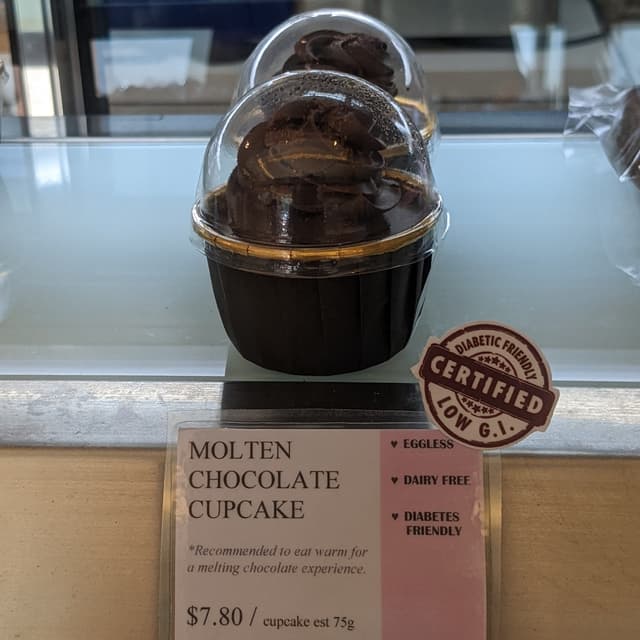 DIABETIC FRIENDLY
CERTIFIED
LOW G.I.
MOLTEN
CHOCOLATE
CUPCAKE
*Recommended to eat warm for
a melting chocolate experience.
$7.80 / cupcake est 75g
♥ EGGLESS
♥ DAIRY FREE
♥ DIABETES
FRIENDLY